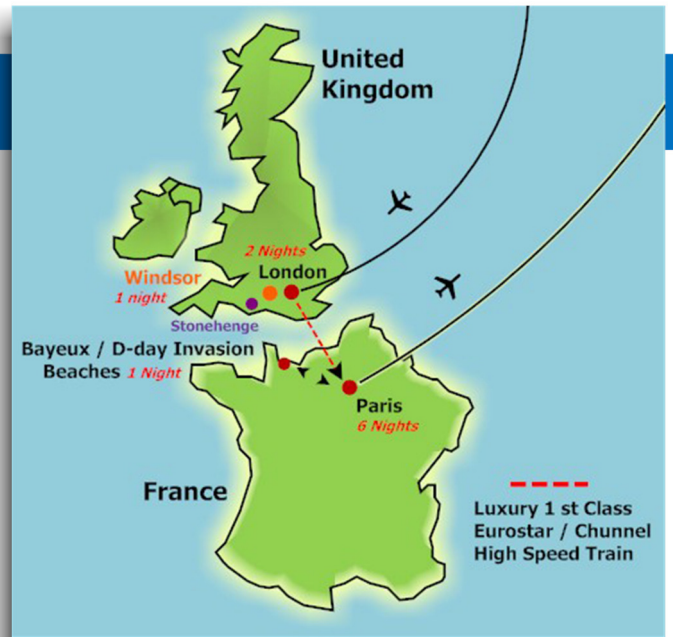 United
Kingdom
2 Nights
London
Windsor
1 night
Stonehenge
Bayeux / D-day Invasion
Beaches 1 Night
Paris
6 Nights
France
Luxury 1 st Class
Eurostar / Chunnel
High Speed Train